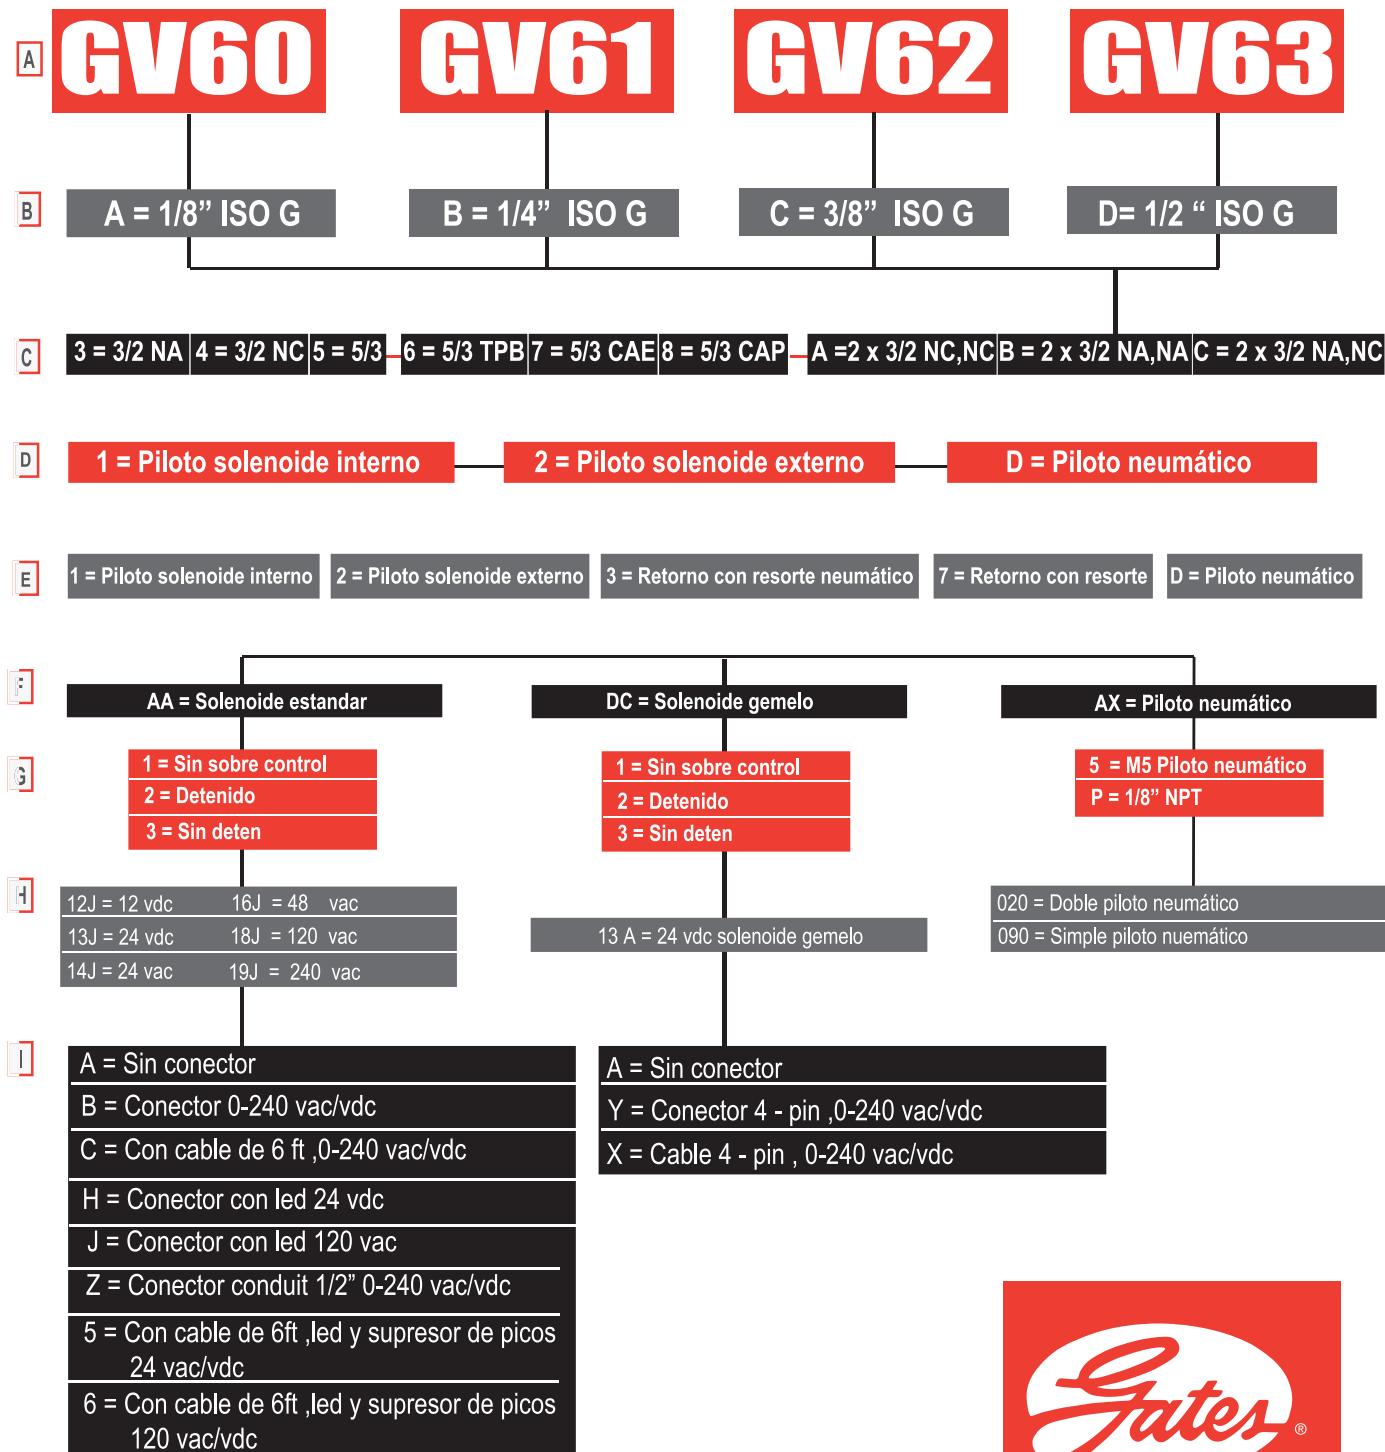 A GV60 GV61 GV62 GV63
B A = 1/8” ISO G B = 1/4” ISO G C = 3/8” ISO G D= 1/2 “ ISO G
C 3 = 3/2 NA 4 = 3/2 NC 5 = 5/3 6 = 5/3 TPB 7 = 5/3 CAE 8 = 5/3 CAP A =2 x 3/2 NC,NC B = 2 x 3/2 NA,NA C = 2 x 3/2 NA,NC
D 1 = Piloto solenoide interno 2 = Piloto solenoide externo D = Piloto neumático
E 1 = Piloto solenoide interno 2 = Piloto solenoide externo 3 = Retorno con resorte neumático 7 = Retorno con resorte D = Piloto neumático
F AA = Solenoide estandar DC = Solenoide gemelo AX = Piloto neumático
G
1 = Sin sobre control
2 = Detenido
3 = Sin deten
1 = Sin sobre control
2 = Detenido
3 = Sin deten
5 = M5 Piloto neumático
P = 1/8” NPT
H
12J = 12 vdc 16J = 48 vac
13J = 24 vdc 18J = 120 vac
14J = 24 vac 19J = 240 vac
13 A = 24 vdc solenoide gemelo
020 = Doble piloto neumático
090 = Simple piloto nuemático
I
A = Sin conector
B = Conector 0-240 vac/vdc
C = Con cable de 6 ft ,0-240 vac/vdc
H = Conector con led 24 vdc
J = Conector con led 120 vac
Z = Conector conduit 1/2” 0-240 vac/vdc
5 = Con cable de 6ft ,led y supresor de picos
24 vac/vdc
6 = Con cable de 6ft ,led y supresor de picos
120 vac/vdc
A = Sin conector
Y = Conector 4 - pin ,0-240 vac/vdc
X = Cable 4 - pin , 0-240 vac/vdc
Gates ®